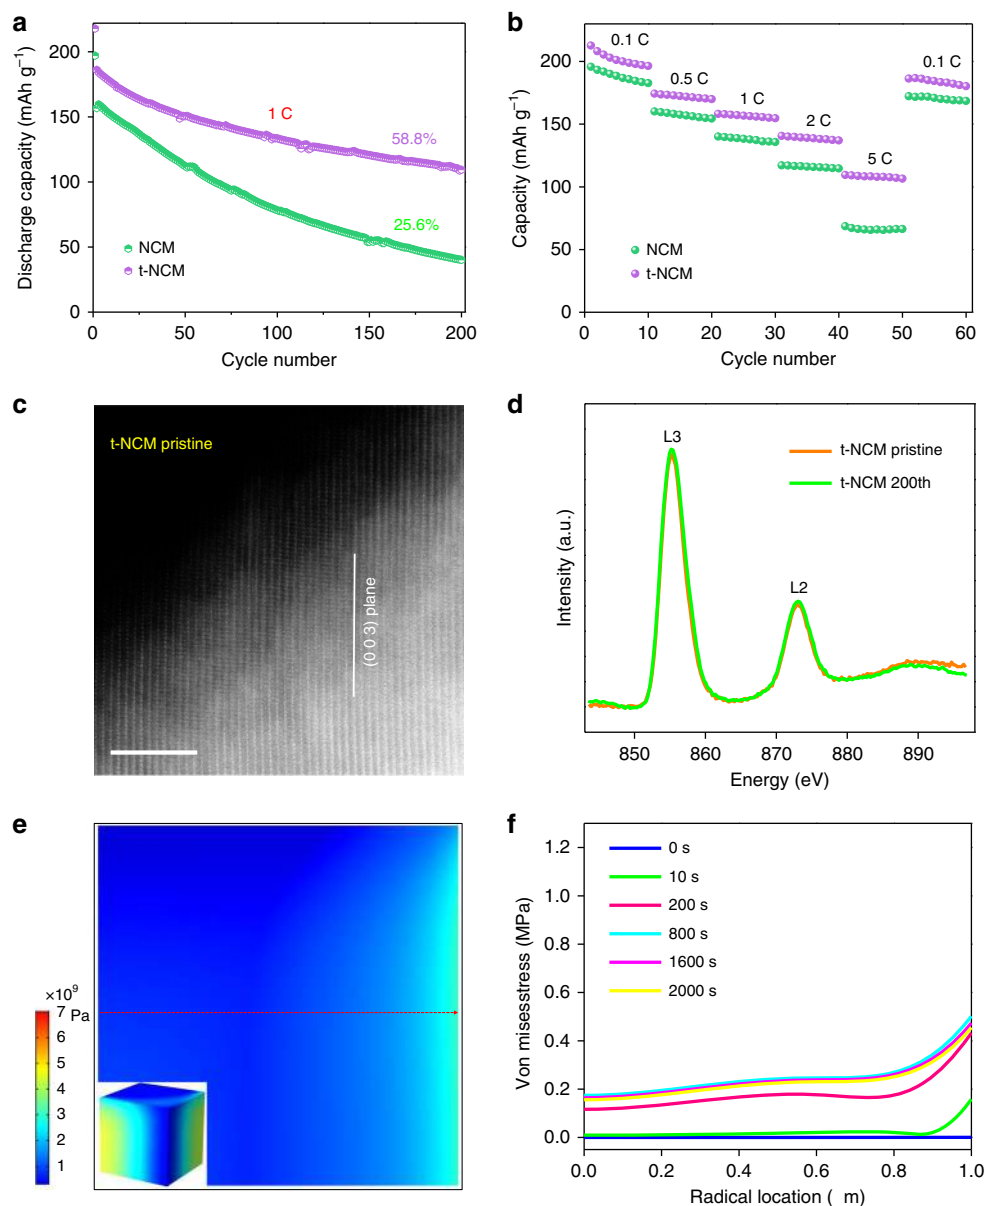 a
Discharge capacity (mAh g⁻¹)
200
150
100
50
0
1 C
58.8%
25.6%
NCM
t-NCM
0
50
100
150
200
Cycle number
b
Capacity (mAh g⁻¹)
200
150
100
50
0
0.1 C
0.5 C
1 C
2 C
5 C
0.1 C
NCM
t-NCM
0
10
20
30
40
50
60
Cycle number
c
t-NCM pristine
(0 0 3) plane
d
Intensity (a.u.)
L3
L2
t-NCM pristine
t-NCM 200th
850
860
870
880
890
Energy (eV)
e
×10⁹
7 Pa
6
5
4
3
2
1
f
Von misesstress (MPa)
1.2
1.0
0.8
0.6
0.4
0.2
0.0
0 s
10 s
200 s
800 s
1600 s
2000 s
0.0
0.2
0.4
0.6
0.8
1.0
Radical location ( m)